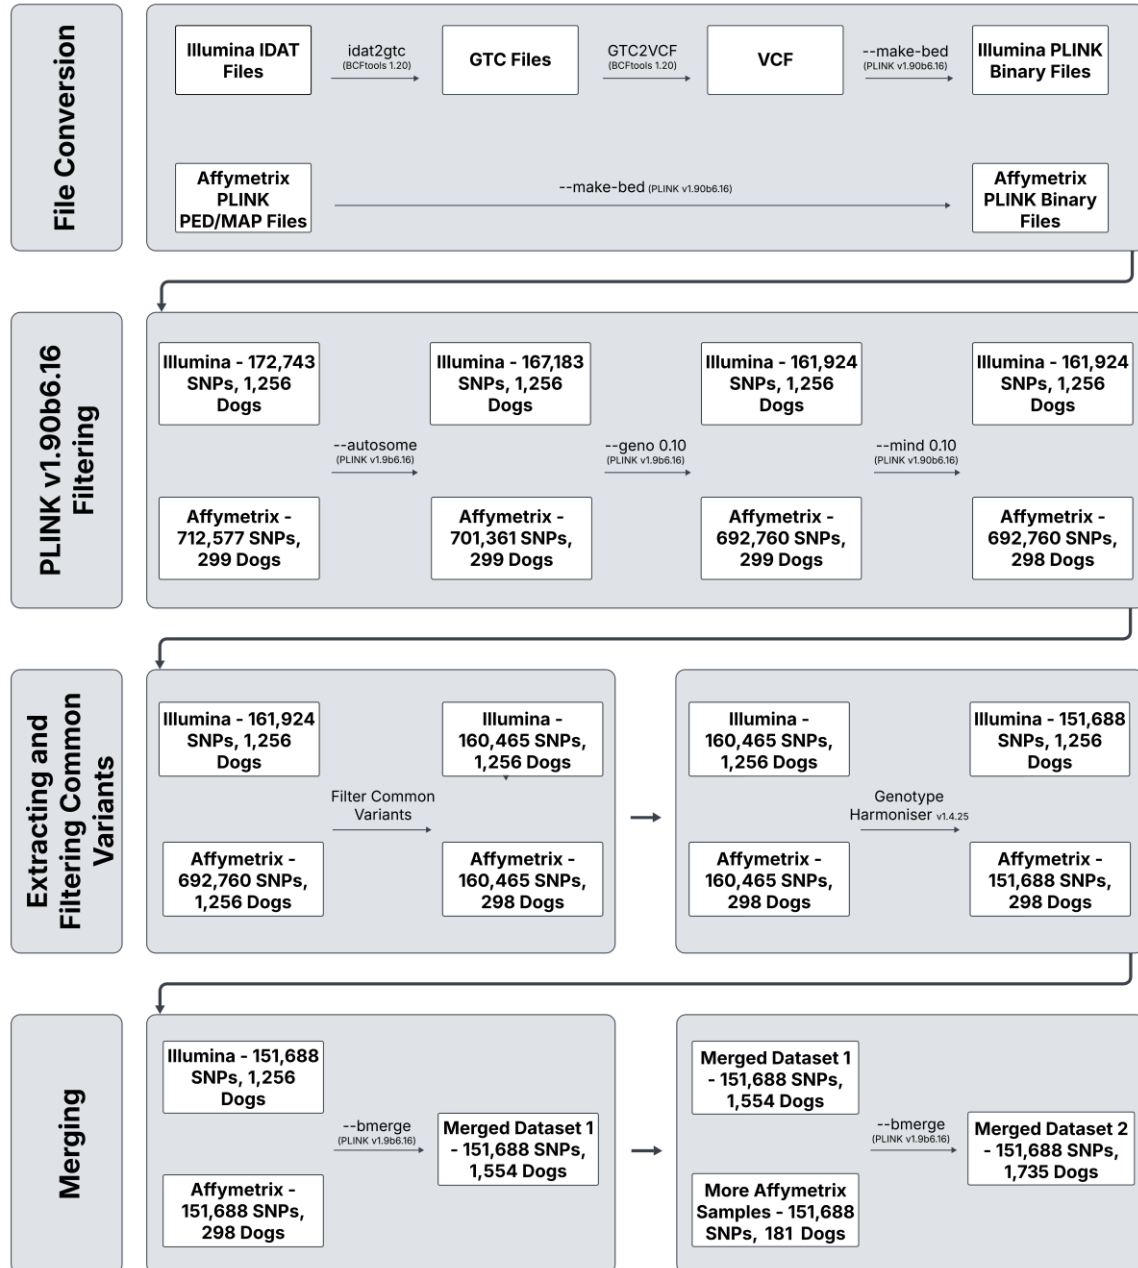 File Conversion
Illumina IDAT
Files
idat2gtc
(BCFtools 1.20)
GTC Files
GTC2VCF
(BCFtools 1.20)
VCF
--make-bed
(PLINK v1.90b6.16)
Illumina PLINK
Binary Files
Affymetrix
PLINK
PED/MAP Files
--make-bed (PLINK v1.90b6.16)
Affymetrix
PLINK Binary
Files
PLINK v1.90b6.16
Filtering
Illumina - 172,743
SNPs, 1,256
Dogs
Illumina - 167,183
SNPs, 1,256
Dogs
Illumina - 161,924
SNPs, 1,256
Dogs
Illumina - 161,924
SNPs, 1,256
Dogs
--autosome
(PLINK v1.9b6.16)
--geno 0.10
(PLINK v1.9b6.16)
--mind 0.10
(PLINK v1.90b6.16)
Affymetrix -
712,577 SNPs,
299 Dogs
Affymetrix -
701,361 SNPs,
299 Dogs
Affymetrix -
692,760 SNPs,
299 Dogs
Affymetrix -
692,760 SNPs,
298 Dogs
Extracting and
Filtering Common
Variants
Illumina - 161,924
SNPs, 1,256
Dogs
Illumina -
160,465 SNPs,
1,256 Dogs
Filter Common
Variants
Affymetrix -
692,760 SNPs,
1,256 Dogs
Affymetrix -
160,465 SNPs,
298 Dogs
Illumina -
160,465 SNPs,
1,256 Dogs
Illumina - 151,688
SNPs, 1,256
Dogs
Genotype
Harmoniser v1.4.25
Affymetrix -
160,465 SNPs,
298 Dogs
Affymetrix -
151,688 SNPs,
298 Dogs
Merging
Illumina - 151,688
SNPs, 1,256
Dogs
--bmerge
(PLINK v1.9b6.16)
Merged Dataset 1
- 151,688 SNPs,
1,554 Dogs
Affymetrix -
151,688 SNPs,
298 Dogs
Merged Dataset 1
- 151,688 SNPs,
1,554 Dogs
--bmerge
(PLINK v1.9b6.16)
Merged Dataset 2
- 151,688 SNPs,
1,735 Dogs
More Affymetrix
Samples - 151,688
SNPs, 181 Dogs